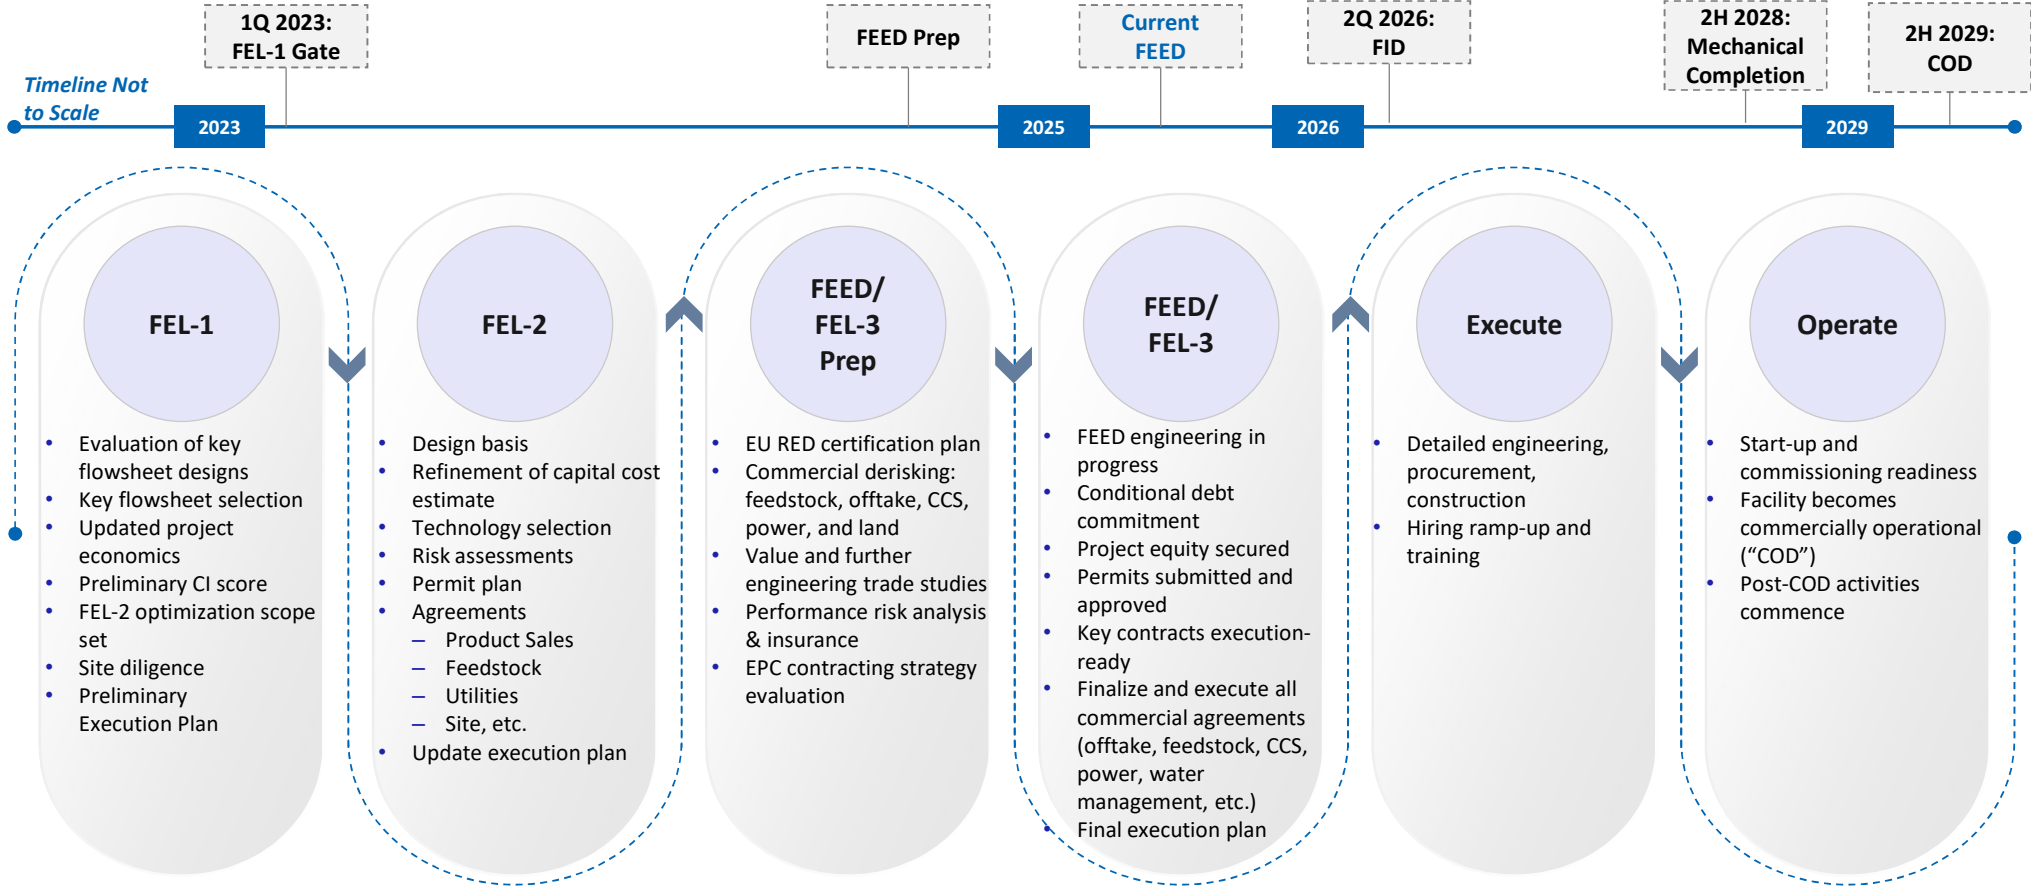 1Q 2023:
FEL-1 Gate
FEED Prep
Current
FEED
2Q 2026:
FID
2H 2028:
Mechanical
Completion
2H 2029:
COD
Timeline Not
to Scale
2023
2025
2026
2029
FEL-1
• Evaluation of key
flowsheet designs
• Key flowsheet selection
• Updated project
economics
• Preliminary CI score
• FEL-2 optimization scope
set
• Site diligence
• Preliminary
Execution Plan
FEL-2
• Design basis
• Refinement of capital cost
estimate
• Technology selection
• Risk assessments
• Permit plan
• Agreements
– Product Sales
– Feedstock
– Utilities
– Site, etc.
• Update execution plan
FEED/
FEL-3
Prep
• EU RED certification plan
• Commercial derisking:
feedstock, offtake, CCS,
power, and land
• Value and further
engineering trade studies
• Performance risk analysis
& insurance
• EPC contracting strategy
evaluation
FEED/
FEL-3
• FEED engineering in
progress
• Conditional debt
commitment
• Project equity secured
• Permits submitted and
approved
• Key contracts execution-
ready
• Finalize and execute all
commercial agreements
(offtake, feedstock, CCS,
power, water
management, etc.)
• Final execution plan
Execute
• Detailed engineering,
procurement,
construction
• Hiring ramp-up and
training
Operate
• Start-up and
commissioning readiness
• Facility becomes
commercially operational
(“COD”)
• Post-COD activities
commence